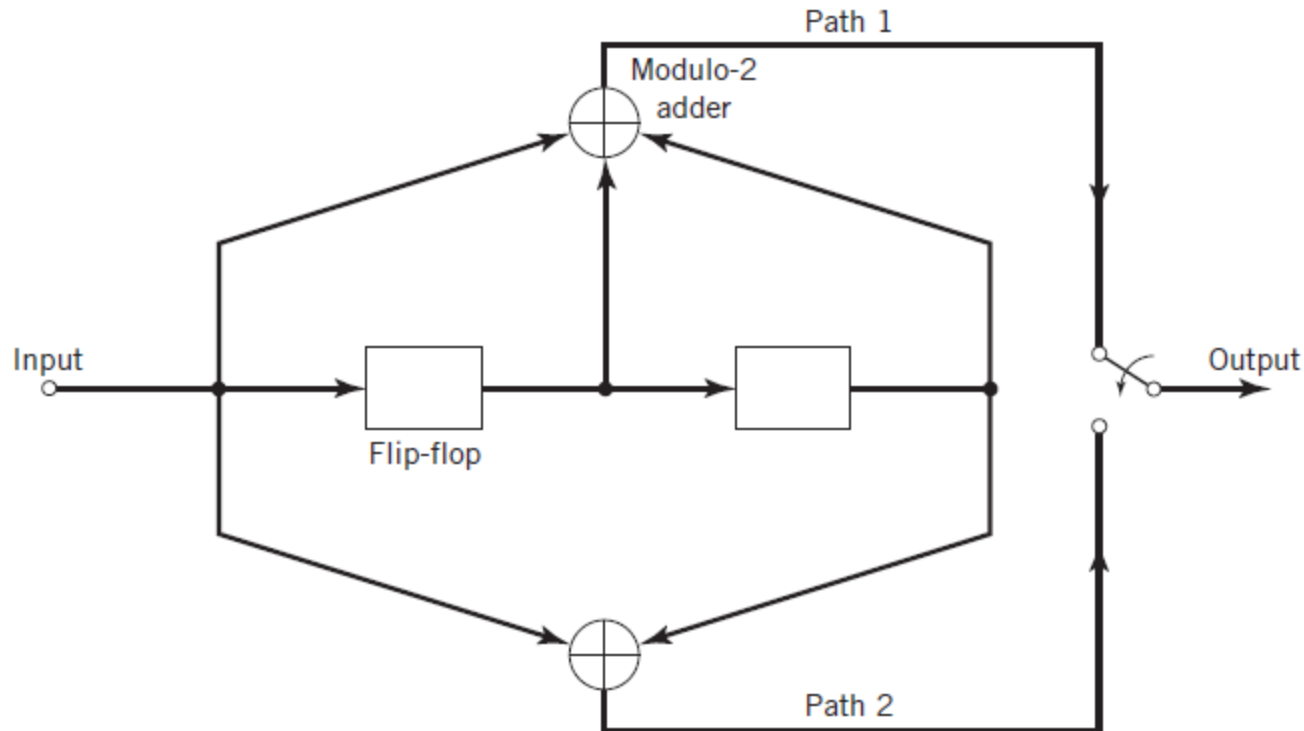 Path 1
Modulo-2
adder
Input
Output
Flip-flop
Path 2